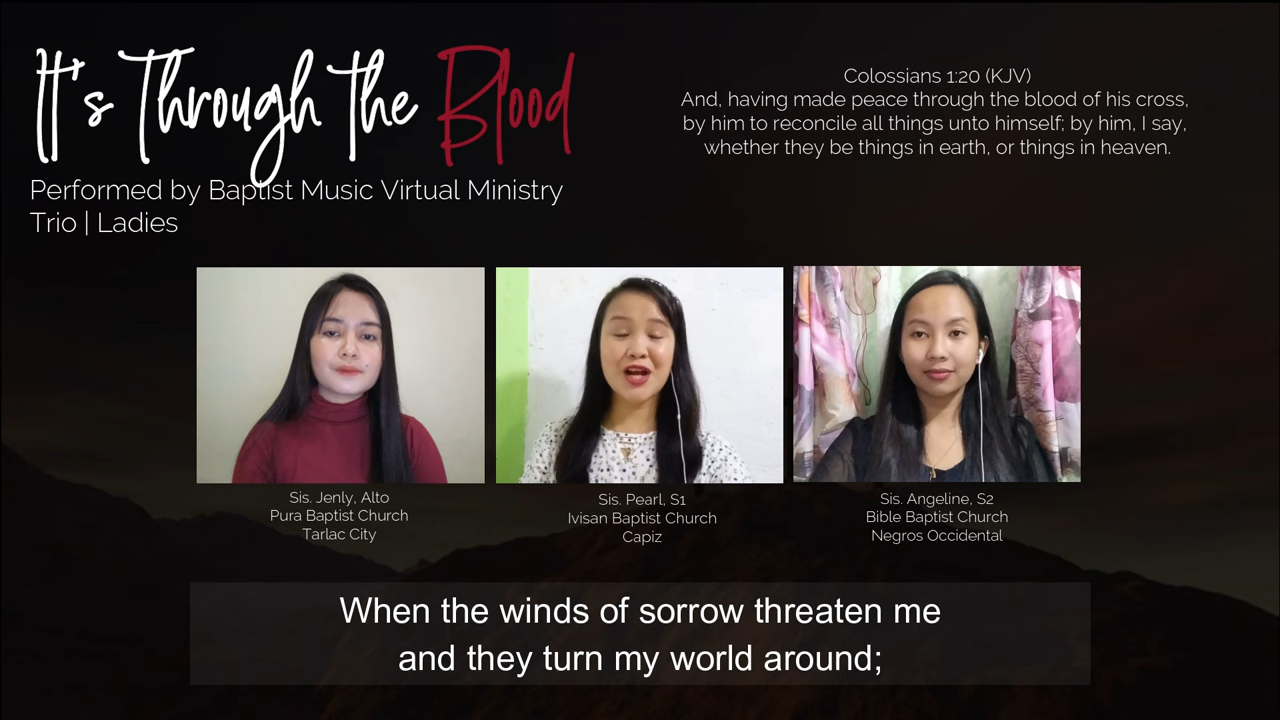 It's Through the Blood
Performed by Baptist Music Virtual Ministry
Trio | Ladies
Colossians 1:20 (KJV)
And, having made peace through the blood of his cross,
by him to reconcile all things unto himself; by him, I say,
whether they be things in earth, or things in heaven.
Sis. Jenly, Alto
Pura Baptist Church
Tarlac City
Sis. Pearl, S1
Ivisan Baptist Church
Capiz
Sis. Angeline, S2
Bible Baptist Church
Negros Occidental
When the winds of sorrow threaten me
and they turn my world around;